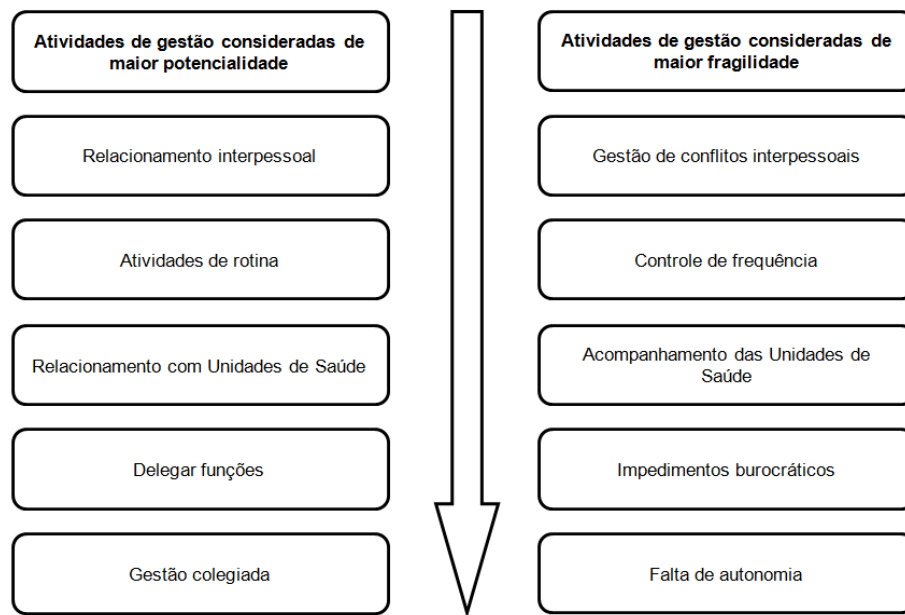 Atividades de gestão consideradas de
maior potencialidade
Relacionamento interpessoal
Atividades de rotina
Relacionamento com Unidades de Saúde
Delegar funções
Gestão colegiada
Atividades de gestão consideradas de
maior fragilidade
Gestão de conflitos interpessoais
Controle de frequência
Acompanhamento das Unidades de
Saúde
Impedimentos burocráticos
Falta de autonomia